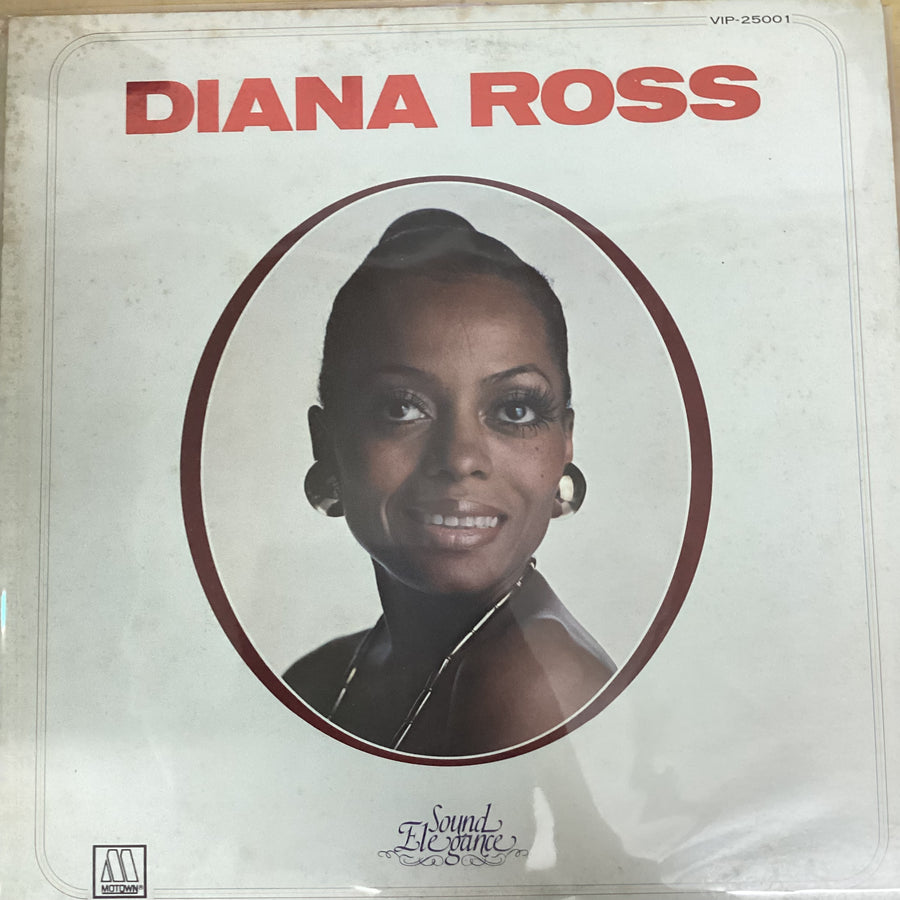 VIP-25001
DIANA ROSS
Sound
Elegance
MOTOWN®